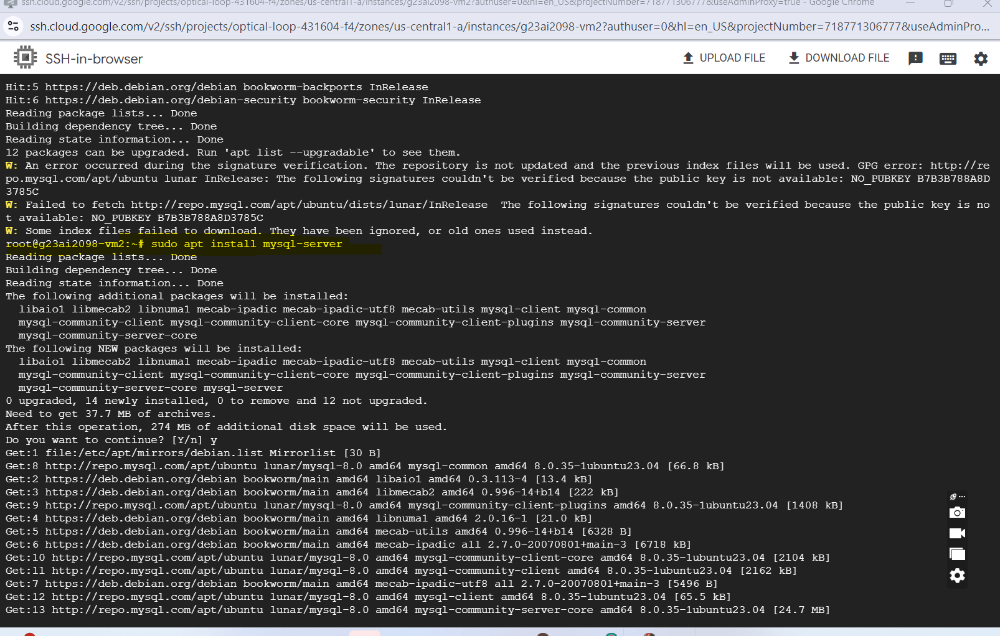 ssh.cloud.google.com/v2/ssh/projects/optical-loop-431604-f4/zones/us-central1-a/instances/g23ai2098-vm2?authuser=0&hl=en_US&projectNumber=718771306777&useAdminProxy=true - Google Chrome
ssh.cloud.google.com/v2/ssh/projects/optical-loop-431604-f4/zones/us-central1-a/instances/g23ai2098-vm2?authuser=0&hl=en_US&projectNumber=718771306777&useAdminPro...
SSH-in-browser
UPLOAD FILE
DOWNLOAD FILE
Hit:5 https://deb.debian.org/debian bookworm-backports InRelease
Hit:6 https://deb.debian.org/debian-security bookworm-security InRelease
Reading package lists... Done
Building dependency tree... Done
Reading state information... Done
12 packages can be upgraded. Run 'apt list --upgradable' to see them.
W: An error occurred during the signature verification. The repository is not updated and the previous index files will be used. GPG error: http://re
po.mysql.com/apt/ubuntu lunar InRelease: The following signatures couldn't be verified because the public key is not available: NO_PUBKEY B7B3B788A8D
3785C
W: Failed to fetch http://repo.mysql.com/apt/ubuntu/dists/lunar/InRelease  The following signatures couldn't be verified because the public key is no
t available: NO_PUBKEY B7B3B788A8D3785C
W: Some index files failed to download. They have been ignored, or old ones used instead.
root@g23ai2098-vm2:~# sudo apt install mysql-server
Reading package lists... Done
Building dependency tree... Done
Reading state information... Done
The following additional packages will be installed:
  libaio1 libmecab2 libnuma1 mecab-ipadic mecab-ipadic-utf8 mecab-utils mysql-client mysql-common
  mysql-community-client mysql-community-client-core mysql-community-client-plugins mysql-community-server
  mysql-community-server-core
The following NEW packages will be installed:
  libaio1 libmecab2 libnuma1 mecab-ipadic mecab-ipadic-utf8 mecab-utils mysql-client mysql-common
  mysql-community-client mysql-community-client-core mysql-community-client-plugins mysql-community-server
  mysql-community-server-core mysql-server
0 upgraded, 14 newly installed, 0 to remove and 12 not upgraded.
Need to get 37.7 MB of archives.
After this operation, 274 MB of additional disk space will be used.
Do you want to continue? [Y/n] y
Get:1 file:/etc/apt/mirrors/debian.list Mirrorlist [30 B]
Get:8 http://repo.mysql.com/apt/ubuntu lunar/mysql-8.0 amd64 mysql-common amd64 8.0.35-1ubuntu23.04 [66.8 kB]
Get:2 https://deb.debian.org/debian bookworm/main amd64 libaio1 amd64 0.3.113-4 [13.4 kB]
Get:3 https://deb.debian.org/debian bookworm/main amd64 libmecab2 amd64 0.996-14+b14 [222 kB]
Get:9 http://repo.mysql.com/apt/ubuntu lunar/mysql-8.0 amd64 mysql-community-client-plugins amd64 8.0.35-1ubuntu23.04 [1408 kB]
Get:4 https://deb.debian.org/debian bookworm/main amd64 libnuma1 amd64 2.0.16-1 [21.0 kB]
Get:5 https://deb.debian.org/debian bookworm/main amd64 mecab-utils amd64 0.996-14+b14 [6328 B]
Get:6 https://deb.debian.org/debian bookworm/main amd64 mecab-ipadic all 2.7.0-20070801+main-3 [6718 kB]
Get:10 http://repo.mysql.com/apt/ubuntu lunar/mysql-8.0 amd64 mysql-community-client-core amd64 8.0.35-1ubuntu23.04 [2104 kB]
Get:11 http://repo.mysql.com/apt/ubuntu lunar/mysql-8.0 amd64 mysql-community-client amd64 8.0.35-1ubuntu23.04 [2162 kB]
Get:7 https://deb.debian.org/debian bookworm/main amd64 mecab-ipadic-utf8 all 2.7.0-20070801+main-3 [5496 B]
Get:12 http://repo.mysql.com/apt/ubuntu lunar/mysql-8.0 amd64 mysql-client amd64 8.0.35-1ubuntu23.04 [65.5 kB]
Get:13 http://repo.mysql.com/apt/ubuntu lunar/mysql-8.0 amd64 mysql-community-server-core amd64 8.0.35-1ubuntu23.04 [24.7 MB]